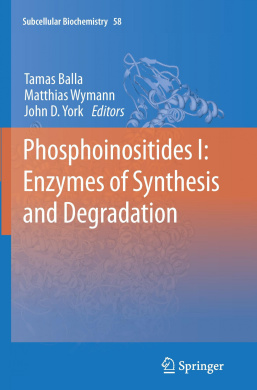 Subcellular Biochemistry 58
Tamas Balla
Matthias Wymann
John D. York Editors
Phosphoinositides I:
Enzymes of Synthesis
and Degradation
Springer